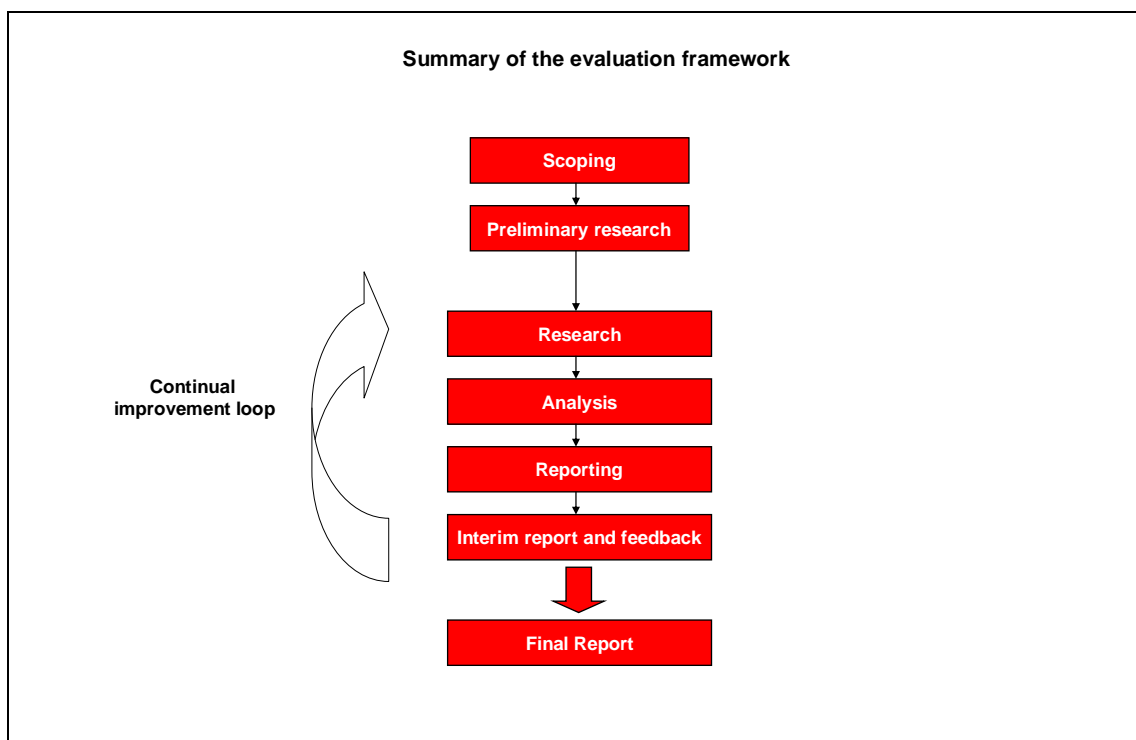 Summary of the evaluation framework
Scoping
Preliminary research
Research
Continual
improvement loop
Analysis
Reporting
Interim report and feedback
Final Report